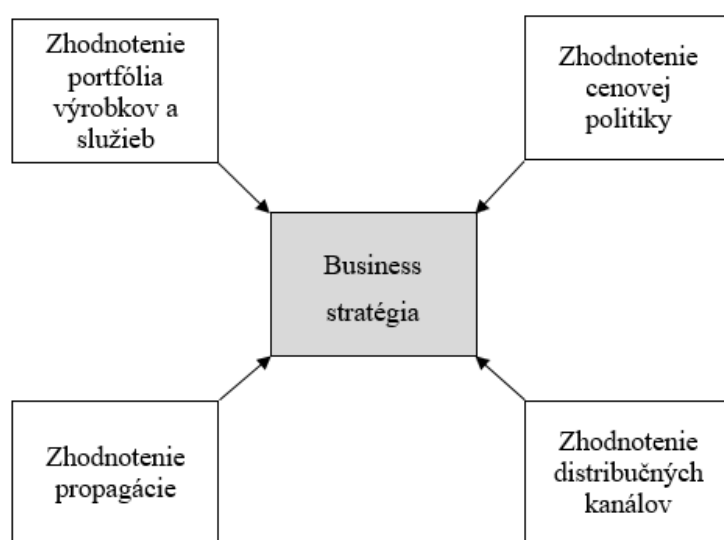 Zhodnotenie
portfólia
výrobkov a
služieb
Zhodnotenie
cenovej
politiky
Business
stratégia
Zhodnotenie
propagácie
Zhodnotenie
distribučných
kanálov